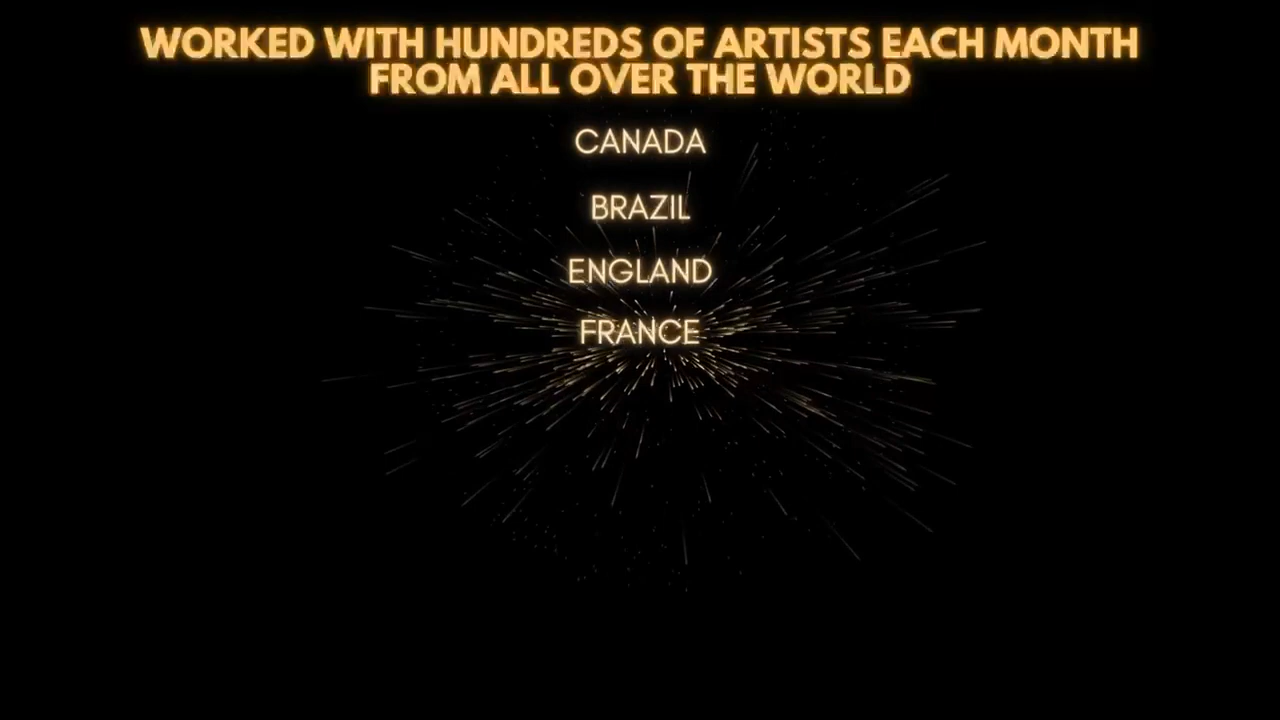 WORKED WITH HUNDREDS OF ARTISTS EACH MONTH
FROM ALL OVER THE WORLD
CANADA
BRAZIL
ENGLAND
FRANCE